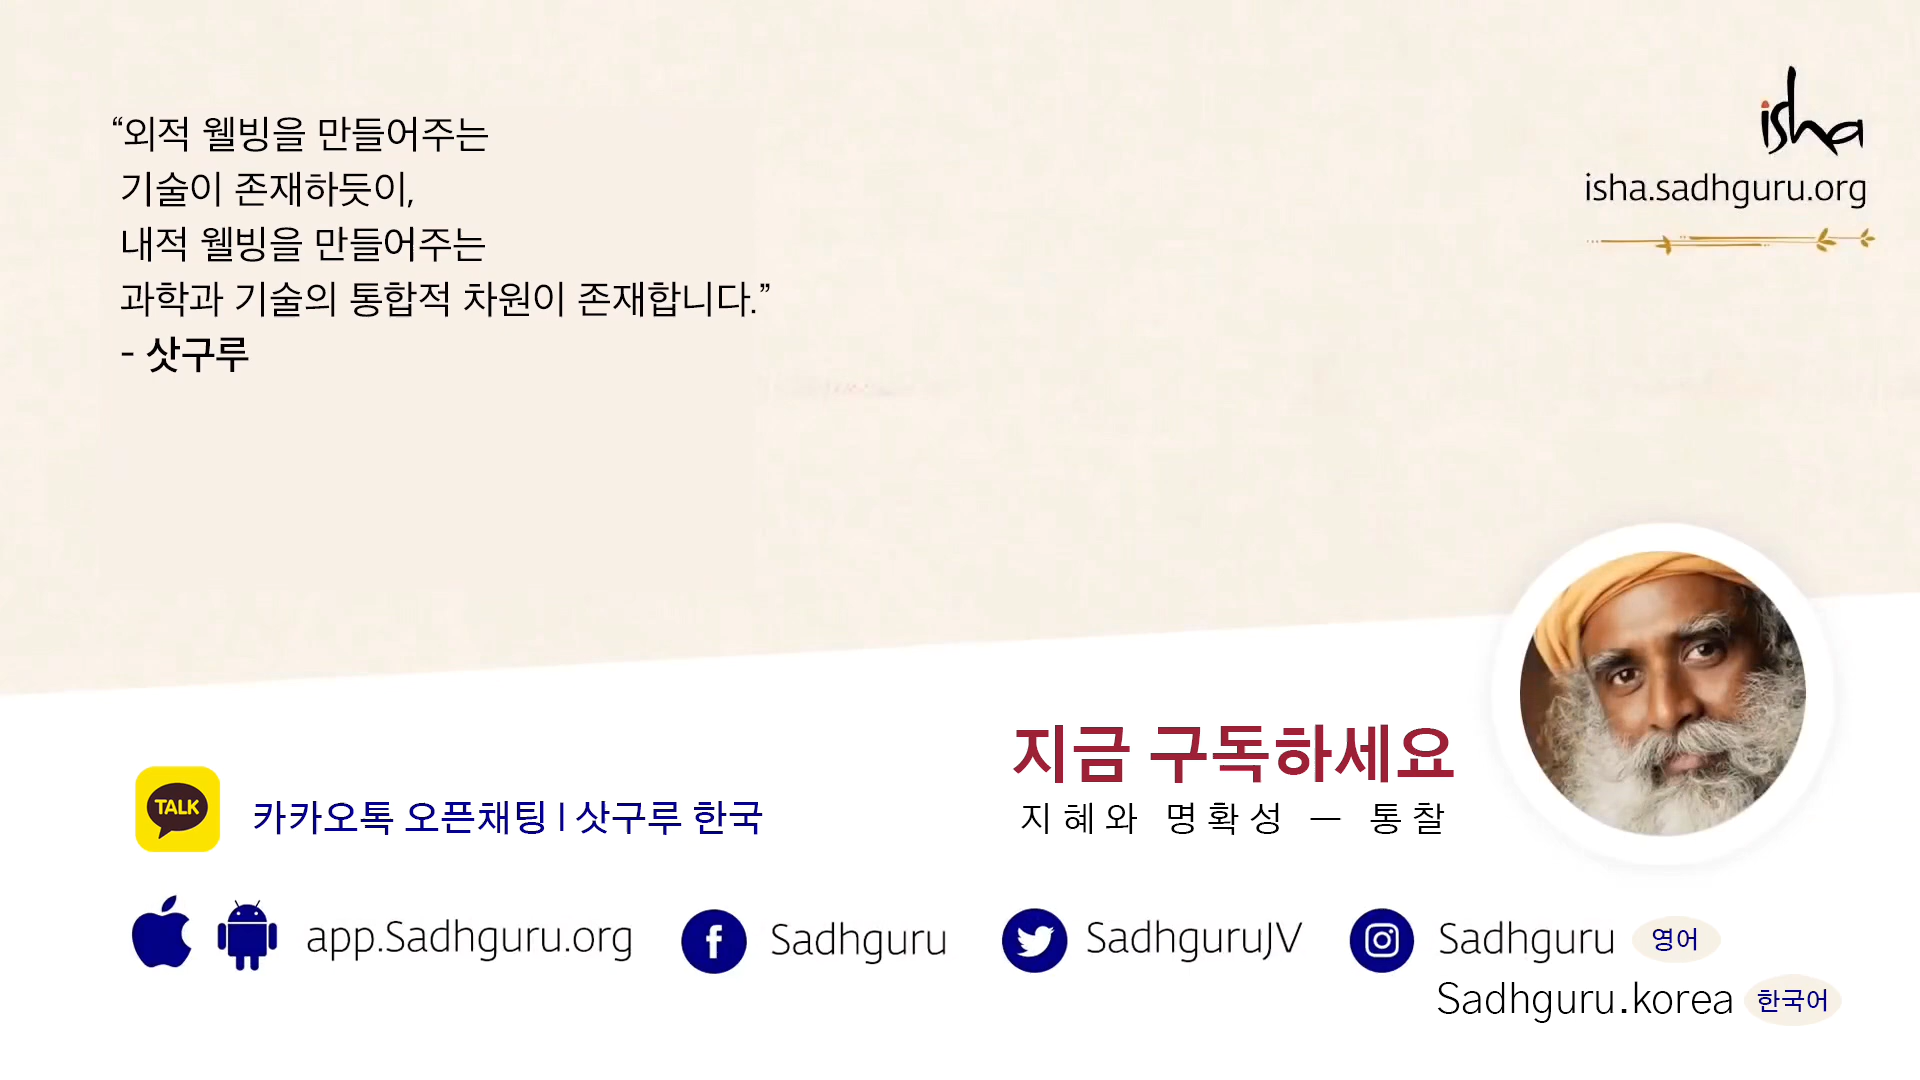 “외적 웰빙을 만들어주는
기술이 존재하듯이,
내적 웰빙을 만들어주는
과학과 기술의 통합적 차원이 존재합니다.”
- 삿구루
isha
isha.sadhguru.org
지금 구독하세요
지혜와 명확성 — 통찰
TALK
카카오톡 오픈채팅 | 삿구루 한국
app.Sadhguru.org
Sadhguru
SadhguruJV
Sadhguru 영어
Sadhguru.korea 한국어